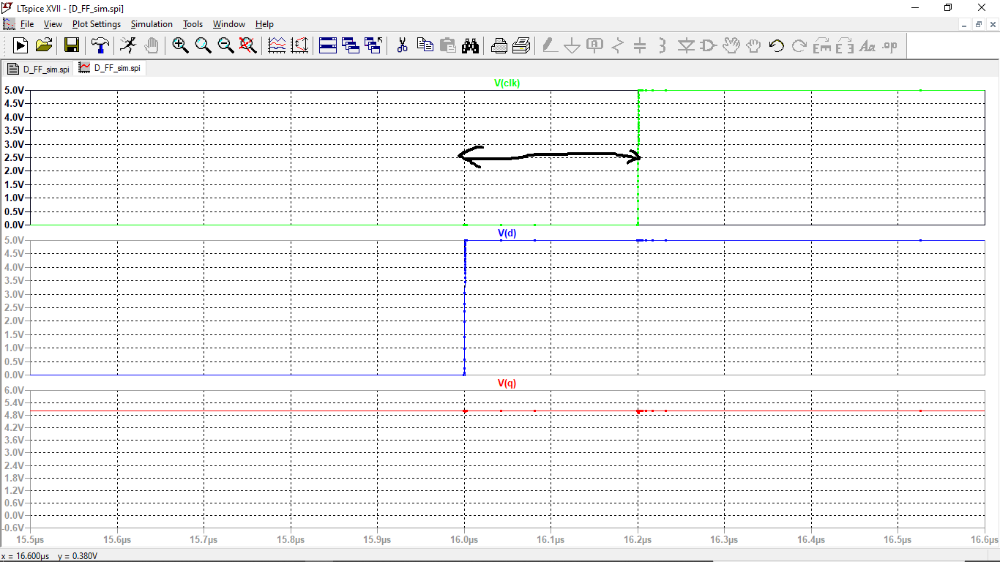 LTspice XVII - [D_FF_sim.spi]
File View Plot Settings Simulation Tools Window Help
D_FF_sim.spi D_FF_sim.spi
V(clk)
5.0V
4.5V
4.0V
3.5V
3.0V
2.5V
2.0V
1.5V
1.0V
0.5V
0.0V
V(d)
5.0V
4.5V
4.0V
3.5V
3.0V
2.5V
2.0V
1.5V
1.0V
0.5V
0.0V
V(q)
6.0V
5.4V
4.8V
4.2V
3.6V
3.0V
2.4V
1.8V
1.2V
0.6V
0.0V
-0.6V
15.5µs 15.6µs 15.7µs 15.8µs 15.9µs 16.0µs 16.1µs 16.2µs 16.3µs 16.4µs 16.5µs 16.6µs
x = 16.600µs y = 0.380V